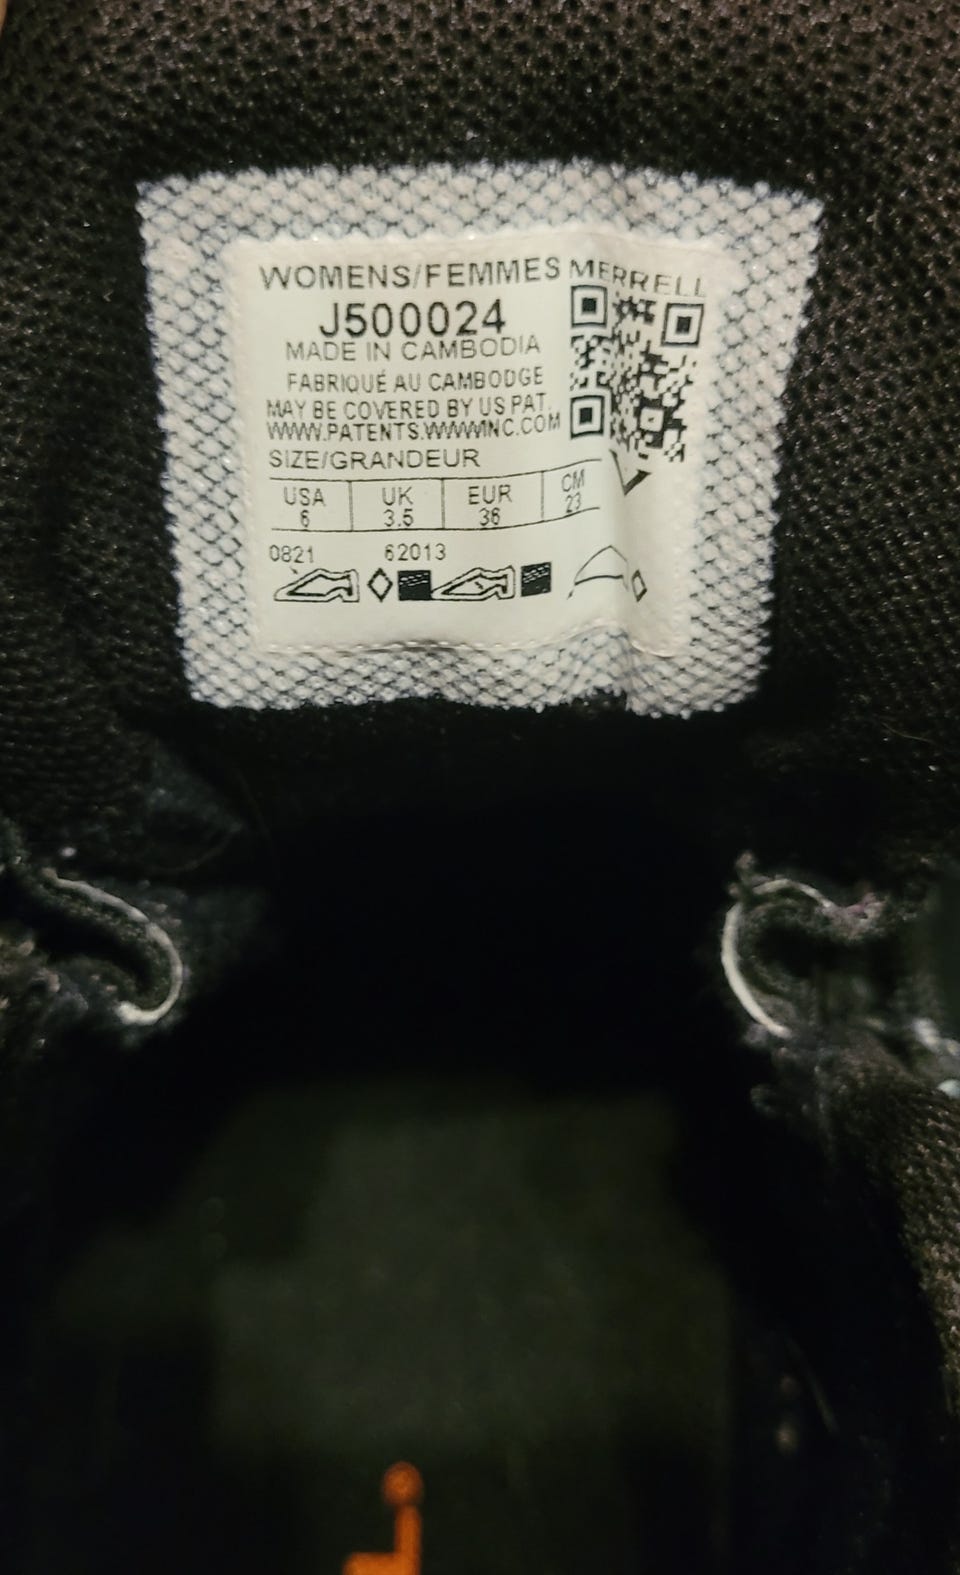 WOMENS/FEMMES MERRELL
J500024
MADE IN CAMBODIA
FABRIQUÉ AU CAMBODGE
MAY BE COVERED BY US PAT.
WWW.PATENTS.WWWINC.COM
SIZE/GRANDEUR
USA UK EUR CM
6 3.5 36 23
0821 62013